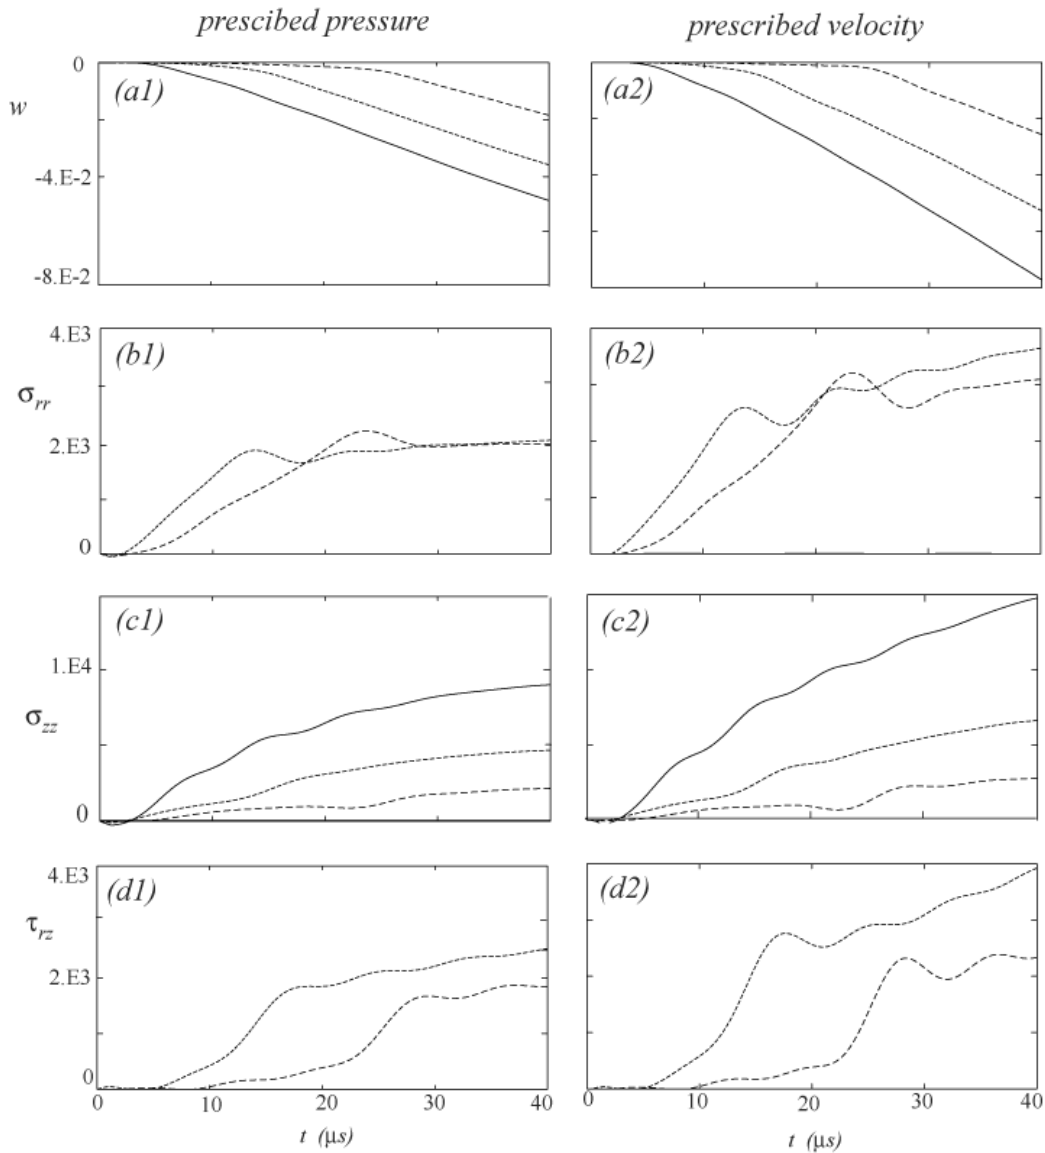 prescibed pressure prescribed velocity
0
(a1) (a2)
w
-4.E-2
-8.E-2
4.E3
(b1) (b2)
σrr
2.E3
0
(c1) (c2)
1.E4
σzz
0
4.E3
(d1) (d2)
τrz
2.E3
0
0 10 20 30 40 0 10 20 30 40
t (μs) t (μs)